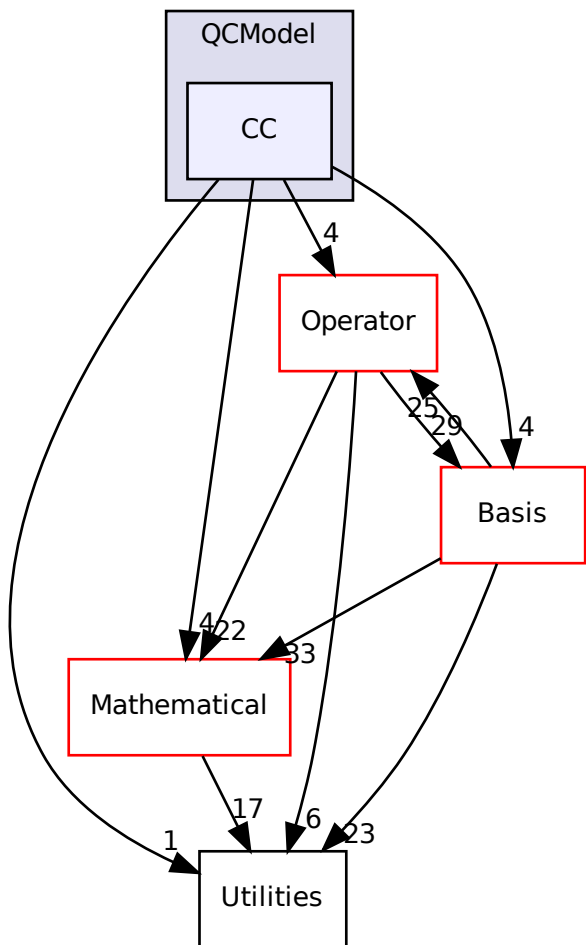 QCModel
CC
4
Operator
25
29
4
Basis
4
22
33
Mathematical
17
6
23
1
Utilities